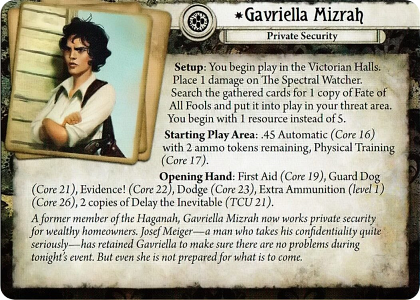 *Gavriella Mizrah
Private Security
Setup: You begin play in the Victorian Halls.
Place 1 damage on The Spectral Watcher.
Search the gathered cards for 1 copy of Fate of
All Fools and put it into play in your threat area.
You begin with 1 resource instead of 5.
Starting Play Area: .45 Automatic (Core 16)
with 2 ammo tokens remaining, Physical Training
(Core 17).
Opening Hand: First Aid (Core 19), Guard Dog
(Core 21), Evidence! (Core 22), Dodge (Core 23), Extra Ammunition (level 1)
(Core 26), 2 copies of Delay the Inevitable (TCU 21).
A former member of the Haganah, Gavriella Mizrah now works private security
for wealthy homeowners. Josef Meiger—a man who takes his confidentiality quite
seriously—has retained Gavriella to make sure there are no problems during
tonight's event. But even she is not prepared for what is to come.